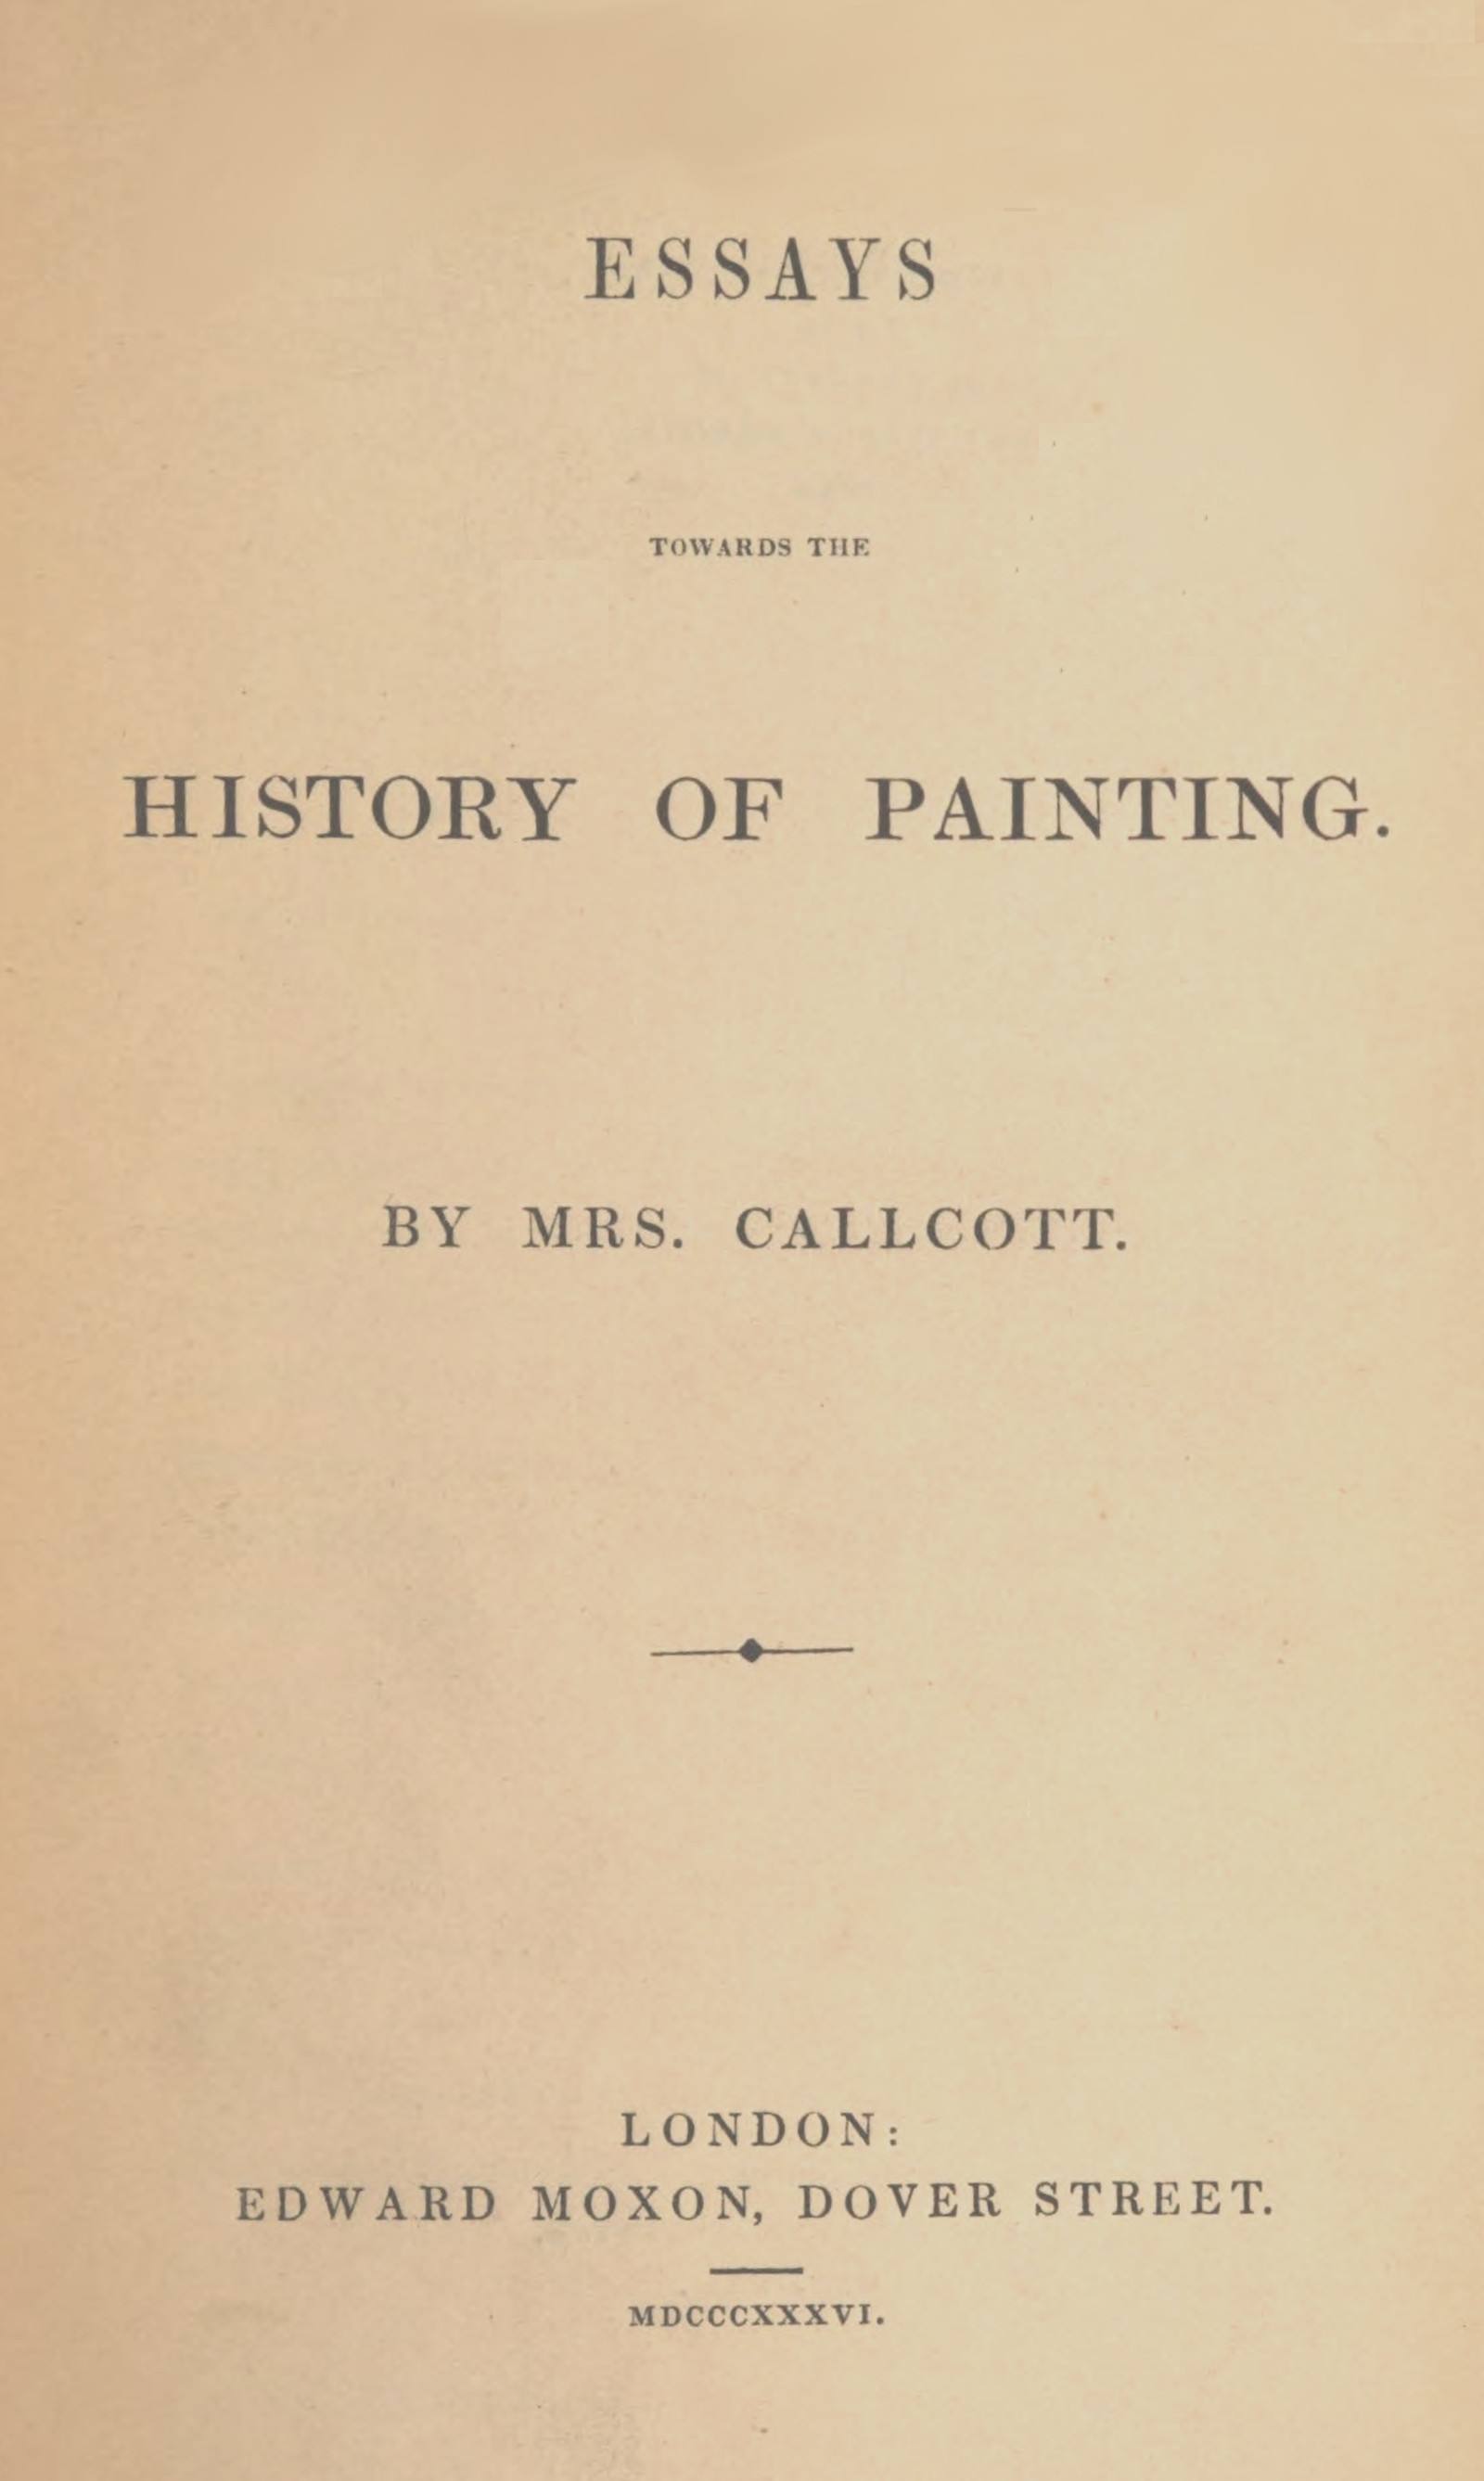 ESSAYS
TOWARDS THE
HISTORY OF PAINTING.
BY MRS. CALLCOTT.
LONDON:
EDWARD MOXON, DOVER STREET.
MDCCCXXXVI.